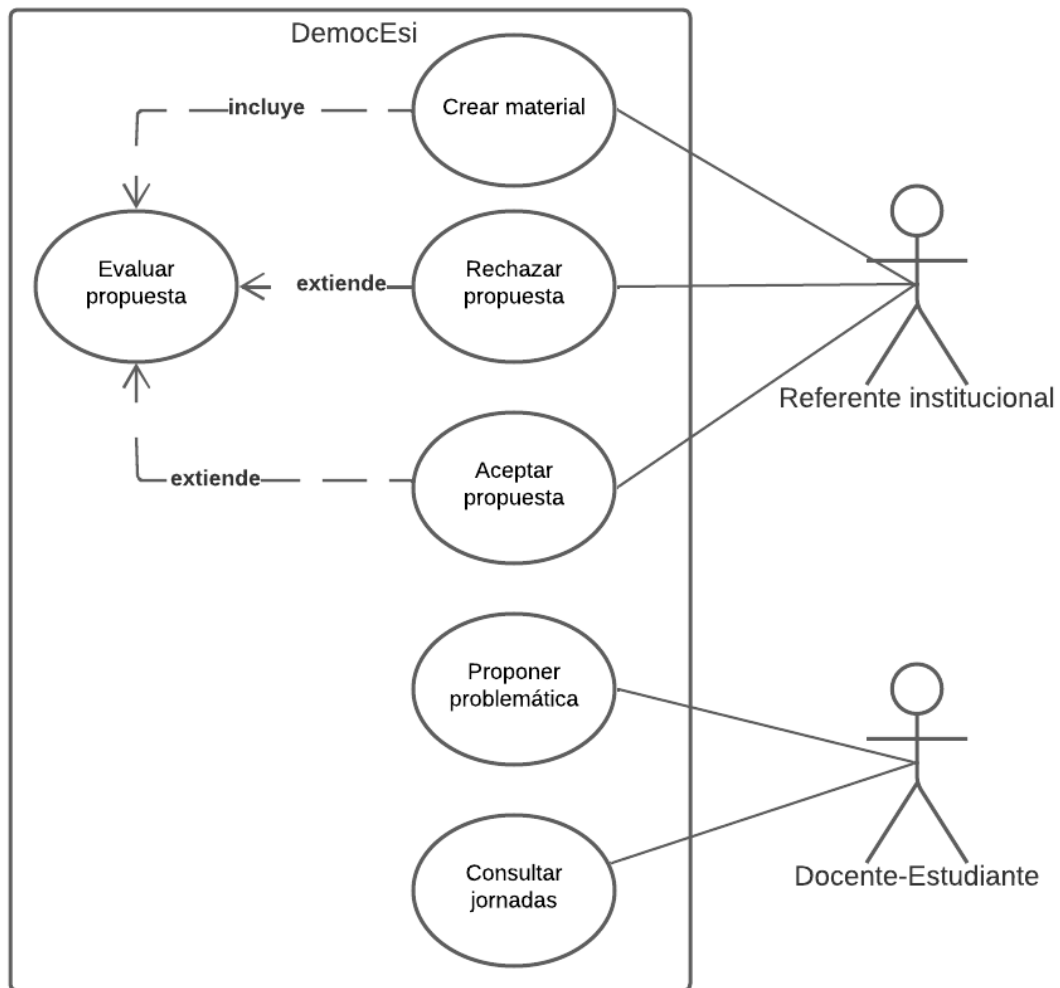 DemocEsi
incluye
Crear material
Evaluar
propuesta
extiende
Rechazar
propuesta
Referente institucional
extiende
Aceptar
propuesta
Proponer
problemática
Docente-Estudiante
Consultar
jornadas